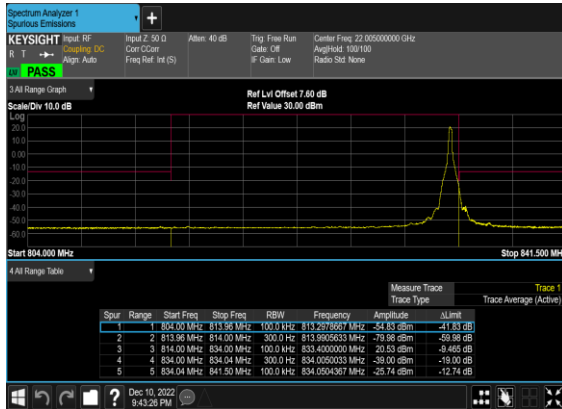 Spectrum Analyzer 1
Spurious Emissions
+
KEYSIGHT Input: RF
R T Coupling: DC
Align: Auto
Input Z: 50 Ω
Corr CCorr
Freq Ref: Int (S)
Atten: 40 dB
Trig: Free Run
Gate: Off
IF Gain: Low
Center Freq: 22.005000000 GHz
Avg|Hold: 100/100
Radio Std: None
PASS
3 All Range Graph
Ref Lvl Offset 7.60 dB
Scale/Div 10.0 dB Ref Value 30.00 dBm
Log
20.0
10.0
0.00
-10.0
-20.0
-30.0
-40.0
-50.0
-60.0
Start 804.000 MHz Stop 841.500 MH
4 All Range Table
Measure Trace Trace 1
Trace Type Trace Average (Active)
Spur Range Start Freq Stop Freq RBW Frequency Amplitude ΔLimit
1 1 804.00 MHz 813.96 MHz 100.0 kHz 813.2978667 MHz -54.83 dBm -41.83 dB
2 2 813.96 MHz 814.00 MHz 300.0 Hz 813.9905633 MHz -79.98 dBm -59.98 dB
3 3 814.00 MHz 834.00 MHz 100.0 kHz 833.4000000 MHz 20.53 dBm -9.465 dB
4 4 834.00 MHz 834.04 MHz 300.0 Hz 834.0050033 MHz -39.00 dBm -19.00 dB
5 5 834.04 MHz 841.50 MHz 100.0 kHz 834.0504367 MHz -25.74 dBm -12.74 dB
?
Dec 10, 2022
9:43:26 PM